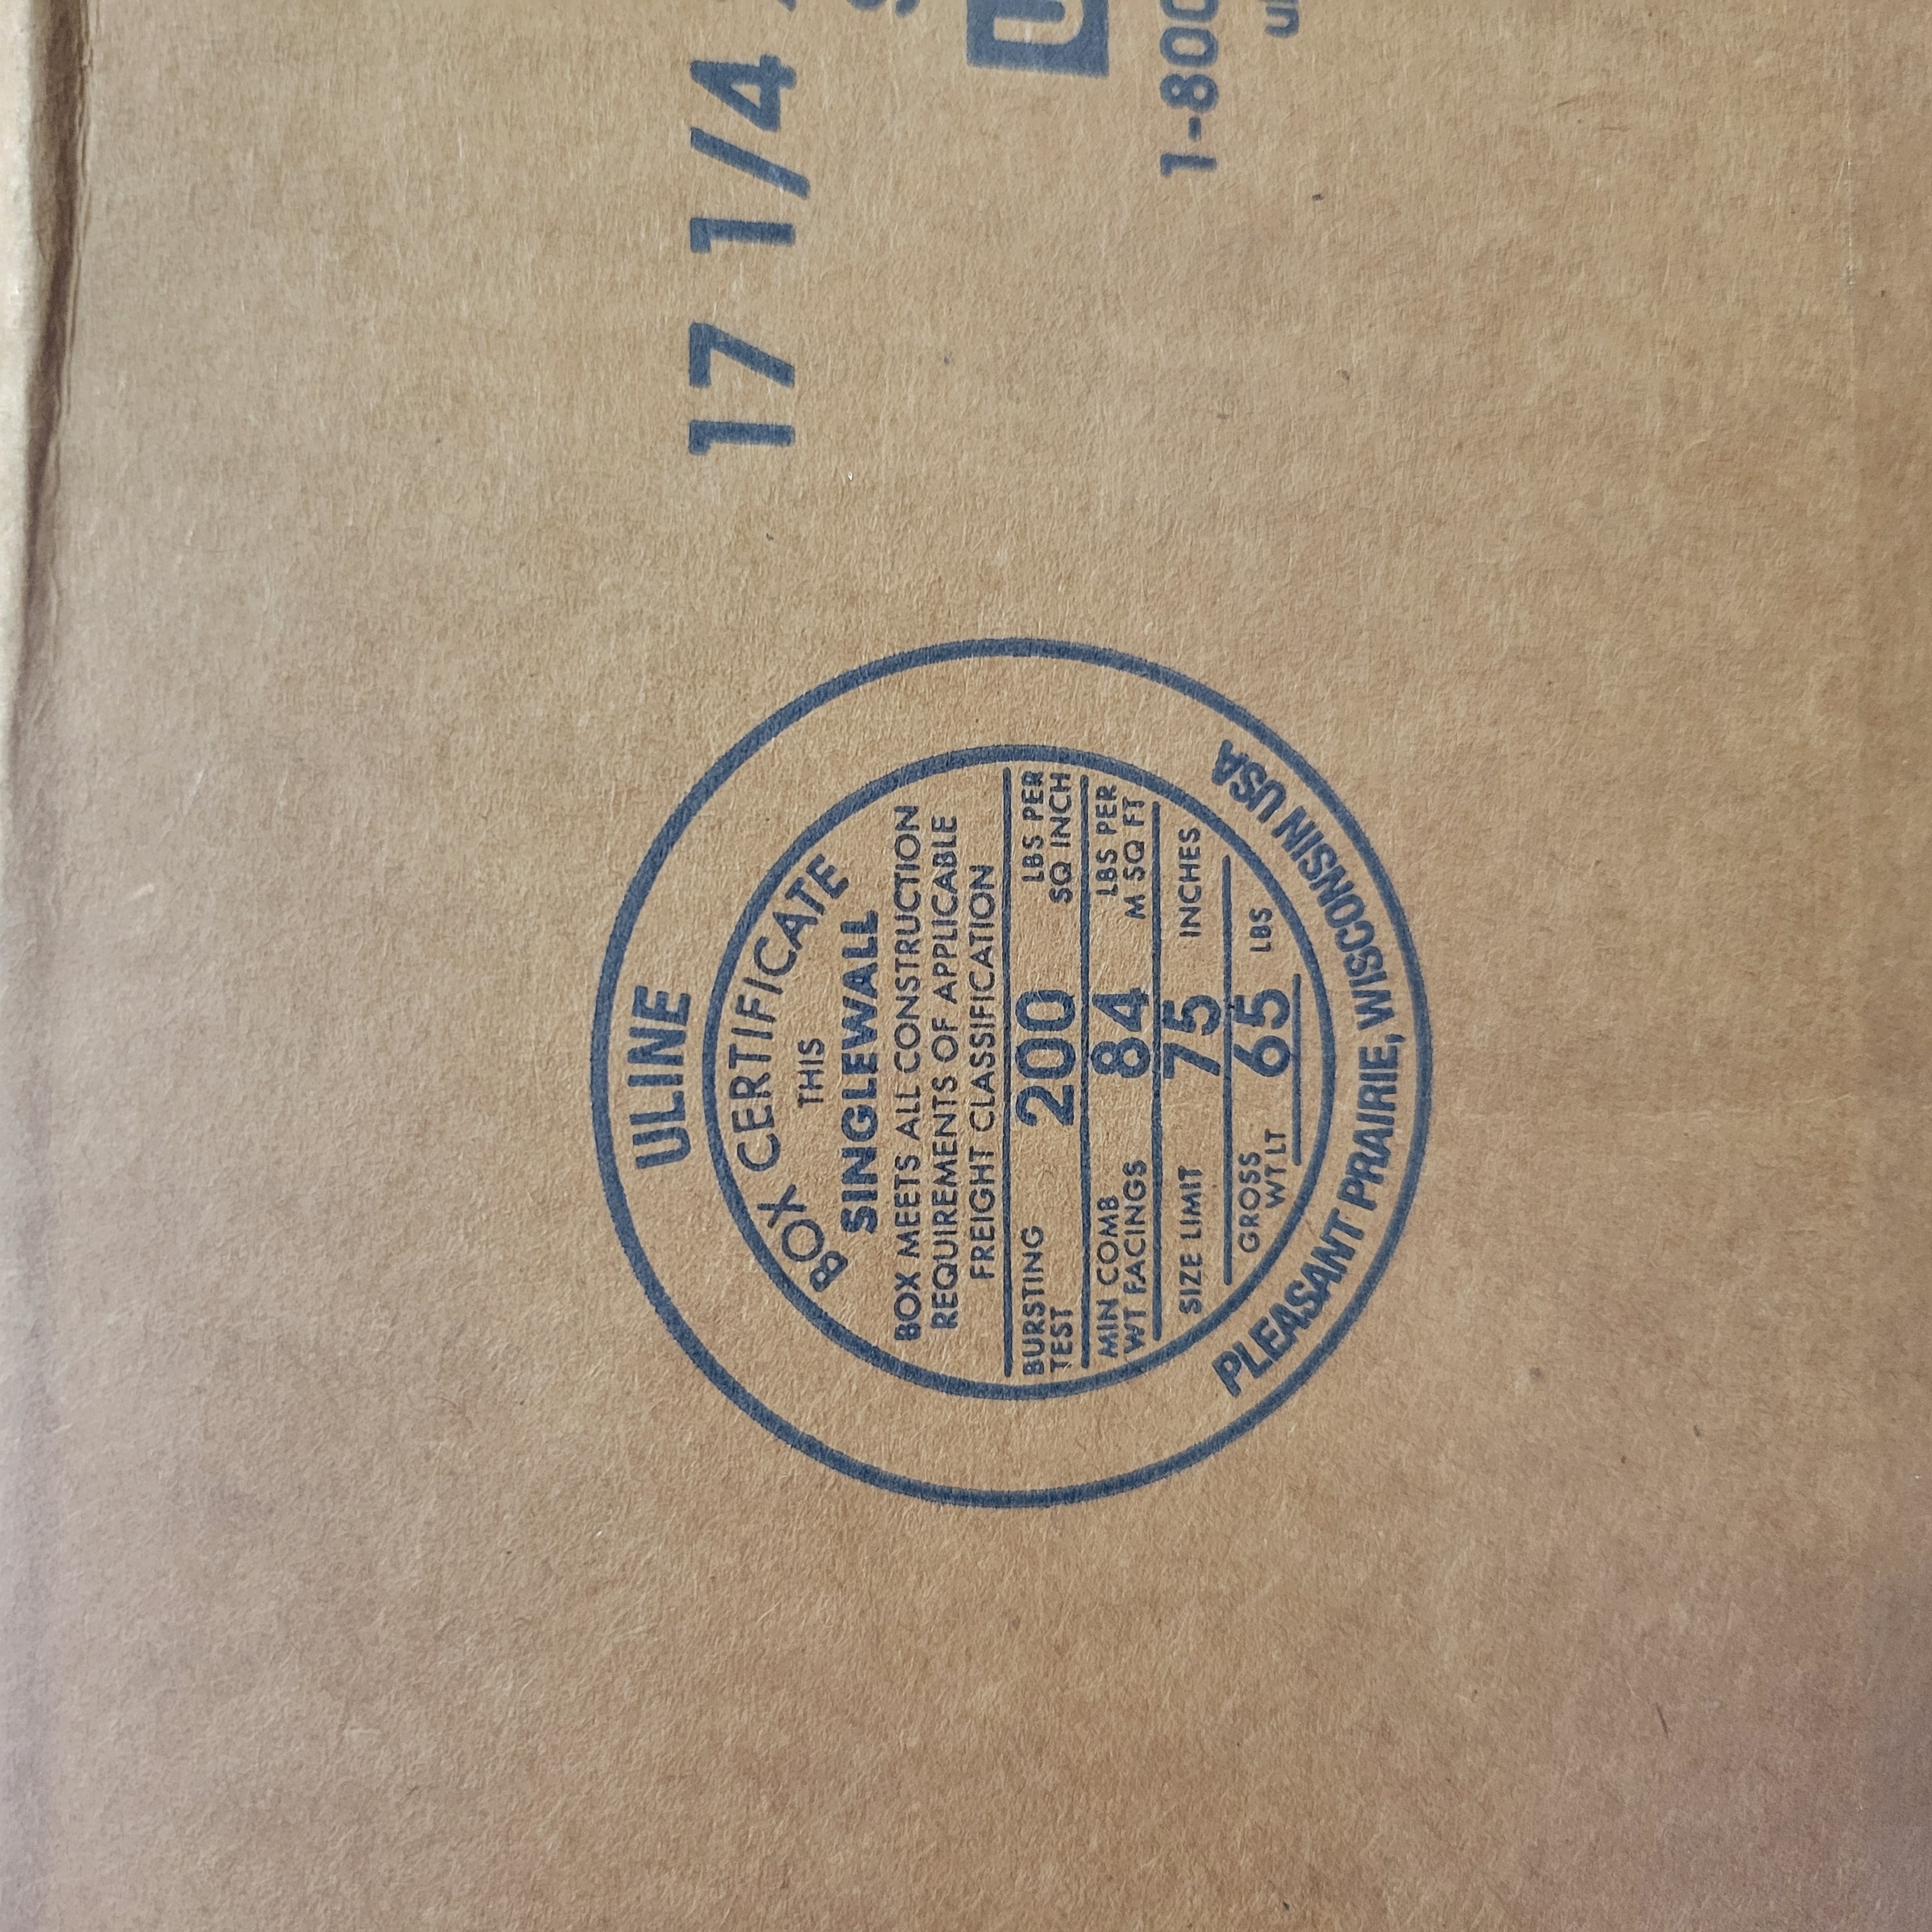 17 1/4
1-800
ULINE
BOX CERTIFICATE
THIS
SINGLEWALL
BOX MEETS ALL CONSTRUCTION
REQUIREMENTS OF APPLICABLE
FREIGHT CLASSIFICATION
BURSTING TEST 200 LBS PER SQ INCH
MIN COMB WT FACINGS 84 LBS PER M SQ FT
SIZE LIMIT 75 INCHES
GROSS WT LT 65 LBS
PLEASANT PRAIRIE, WISCONSIN USA